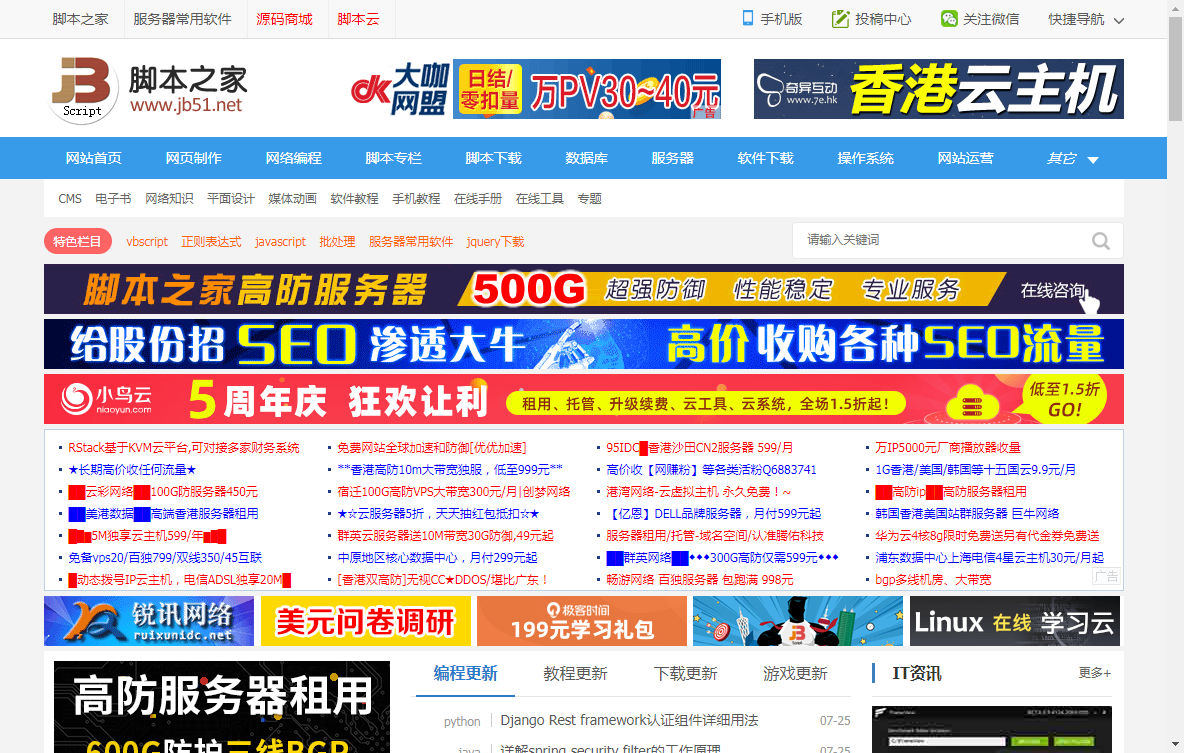 脚本之家 服务器常用软件 源码商城 脚本云 手机版 投稿中心 关注微信 快捷导航
Script 脚本之家 www.jb51.net
dk 大咖网盟 日结/零扣量 万PV30~40元 广告
奇异互动 www.7e.hk 香港云主机
网站首页 网页制作 网络编程 脚本专栏 脚本下载 数据库 服务器 软件下载 操作系统 网站运营 其它
CMS 电子书 网络知识 平面设计 媒体动画 软件教程 手机教程 在线手册 在线工具 专题
特色栏目 vbscript 正则表达式 javascript 批处理 服务器常用软件 jquery下载 请输入关键词
脚本之家高防服务器 500G 超强防御 性能稳定 专业服务 在线咨询
给股份招SEO渗透大牛 高价收购各种SEO流量
小鸟云 niaoyun.com 5周年庆 狂欢让利 租用、托管、升级续费、云工具、云系统，全场1.5折起！ 低至1.5折 GO!
RStack基于KVM云平台,可对接多家财务系统 免费网站全球加速和防御[优优加速] 95IDC█香港沙田CN2服务器 599/月 万IP5000元厂商播放器收量
★长期高价收任何流量★ **香港高防10m大带宽独服，低至999元** 高价收【网赚粉】等各类活粉Q6883741 1G香港/美国/韩国等十五国云9.9元/月
██云彩网络██100G防服务器450元 宿迁100G高防VPS大带宽300元/月|创梦网络 港湾网络-云虚拟主机 永久免费！~ ██高防ip██高防服务器租用
██美港数据██高端香港服务器租用 ★☆云服务器5折，天天抽红包抵扣☆★ 【亿恩】DELL品牌服务器，月付599元起 韩国香港美国站群服务器 巨牛网络
5M独享云主机599/年 群英云服务器送10M带宽30G防御,49元起 服务器租用/托管-域名空间/认准腾佑科技 华为云4核8g限时免费送另有代金券免费送
免备vps20/百独799/双线350/45互联 中原地区核心数据中心，月付299元起 ██群英网络██◆◆◆300G高防仅需599元◆◆◆ 浦东数据中心上海电信4星云主机30元/月起
█动态拨号IP云主机，电信ADSL独享20M█ [香港双高防]无视CC★DDOS/堪比广东！ 畅游网络 百独服务器 包跑满 998元 bgp多线机房、大带宽 广告
锐讯网络 ruixunidc.net 美元问卷调研 极客时间 199元学习礼包 Linux 在线 学习云
高防服务器租用 编程更新 教程更新 下载更新 游戏更新 IT资讯 更多+
python Django Rest framework认证组件详细用法 07-25
600G防护三线BGP java 详解spring security filter的工作原理 07-25